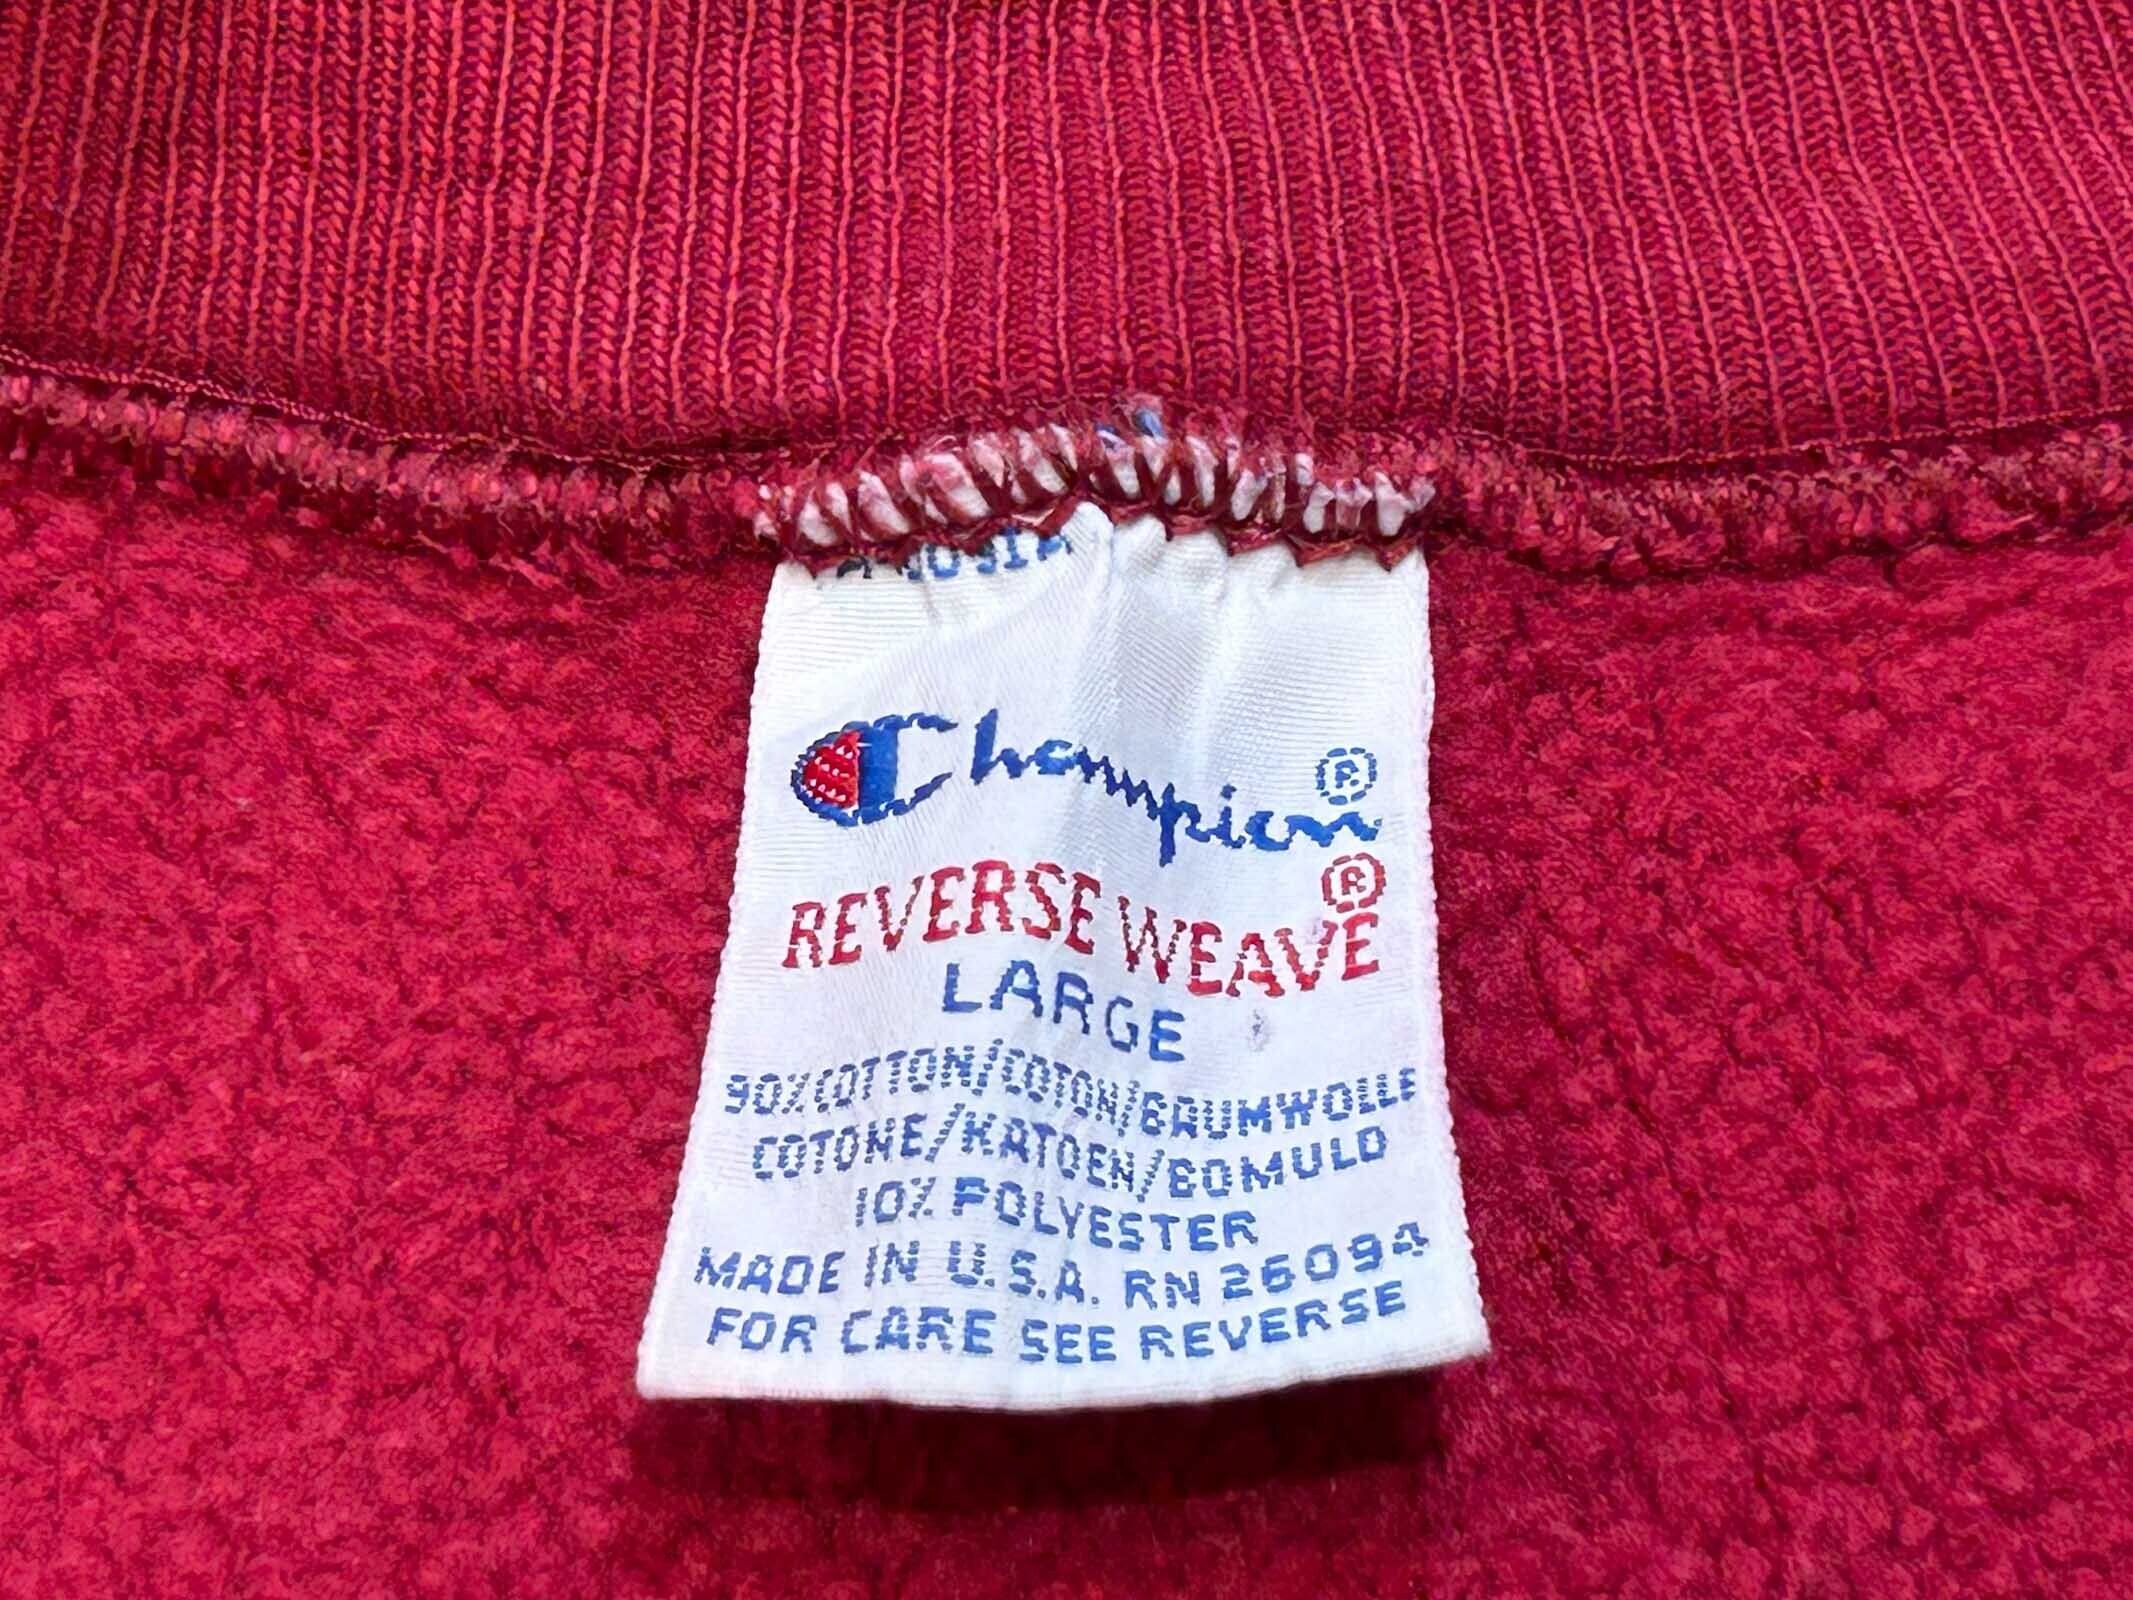 Champion®
REVERSE WEAVE®
LARGE
90% COTTON/COTON/BAUMWOLLE
COTONE/KATOEN/BOMULD
10% POLYESTER
MADE IN U.S.A. RN 26094
FOR CARE SEE REVERSE